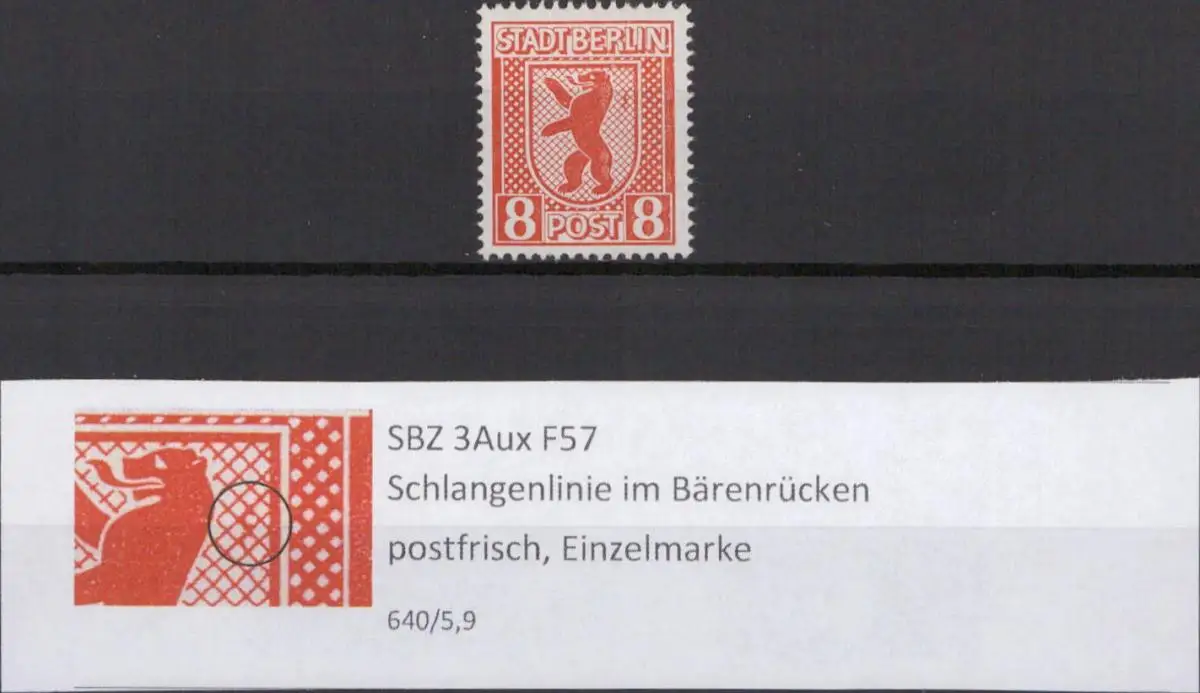 STADT BERLIN
8 POST 8
SBZ 3Aux F57
Schlangenlinie im Bärenrücken
postfrisch, Einzelmarke
640/5,9